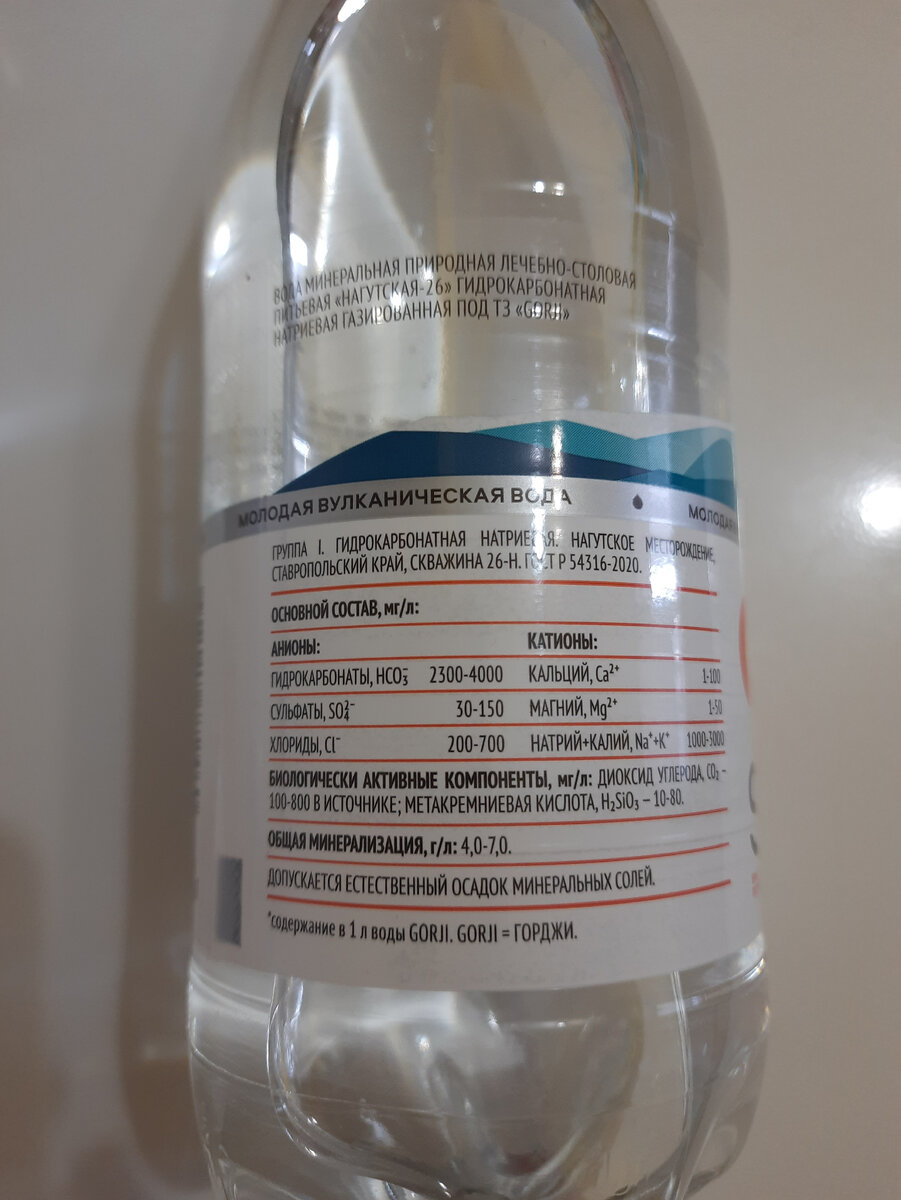 ВОДА МИНЕРАЛЬНАЯ ПРИРОДНАЯ ЛЕЧЕБНО-СТОЛОВАЯ
ПИТЬЕВАЯ «НАГУТСКАЯ-26» ГИДРОКАРБОНАТНАЯ
НАТРИЕВАЯ ГАЗИРОВАННАЯ ПОД ТЗ «GORJI»
МОЛОДАЯ ВУЛКАНИЧЕСКАЯ ВОДА МОЛОДАЯ
ГРУППА I. ГИДРОКАРБОНАТНАЯ НАТРИЕВАЯ. НАГУТСКОЕ МЕСТОРОЖДЕНИЕ,
СТАВРОПОЛЬСКИЙ КРАЙ, СКВАЖИНА 26-Н. ГОСТ Р 54316-2020.
ОСНОВНОЙ СОСТАВ, мг/л:
АНИОНЫ: КАТИОНЫ:
ГИДРОКАРБОНАТЫ, HCO₃⁻ 2300-4000 КАЛЬЦИЙ, Ca²⁺ 1-100
СУЛЬФАТЫ, SO₄²⁻ 30-150 МАГНИЙ, Mg²⁺ 1-50
ХЛОРИДЫ, Cl⁻ 200-700 НАТРИЙ+КАЛИЙ, Na⁺+K⁺ 1000-3000
БИОЛОГИЧЕСКИ АКТИВНЫЕ КОМПОНЕНТЫ, мг/л: ДИОКСИД УГЛЕРОДА, CO₂ –
100-800 В ИСТОЧНИКЕ; МЕТАКРЕМНИЕВАЯ КИСЛОТА, H₂SiO₃ – 10-80.
ОБЩАЯ МИНЕРАЛИЗАЦИЯ, г/л: 4,0-7,0.
ДОПУСКАЕТСЯ ЕСТЕСТВЕННЫЙ ОСАДОК МИНЕРАЛЬНЫХ СОЛЕЙ.
*содержание в 1 л воды GORJI. GORJI = ГОРДЖИ.